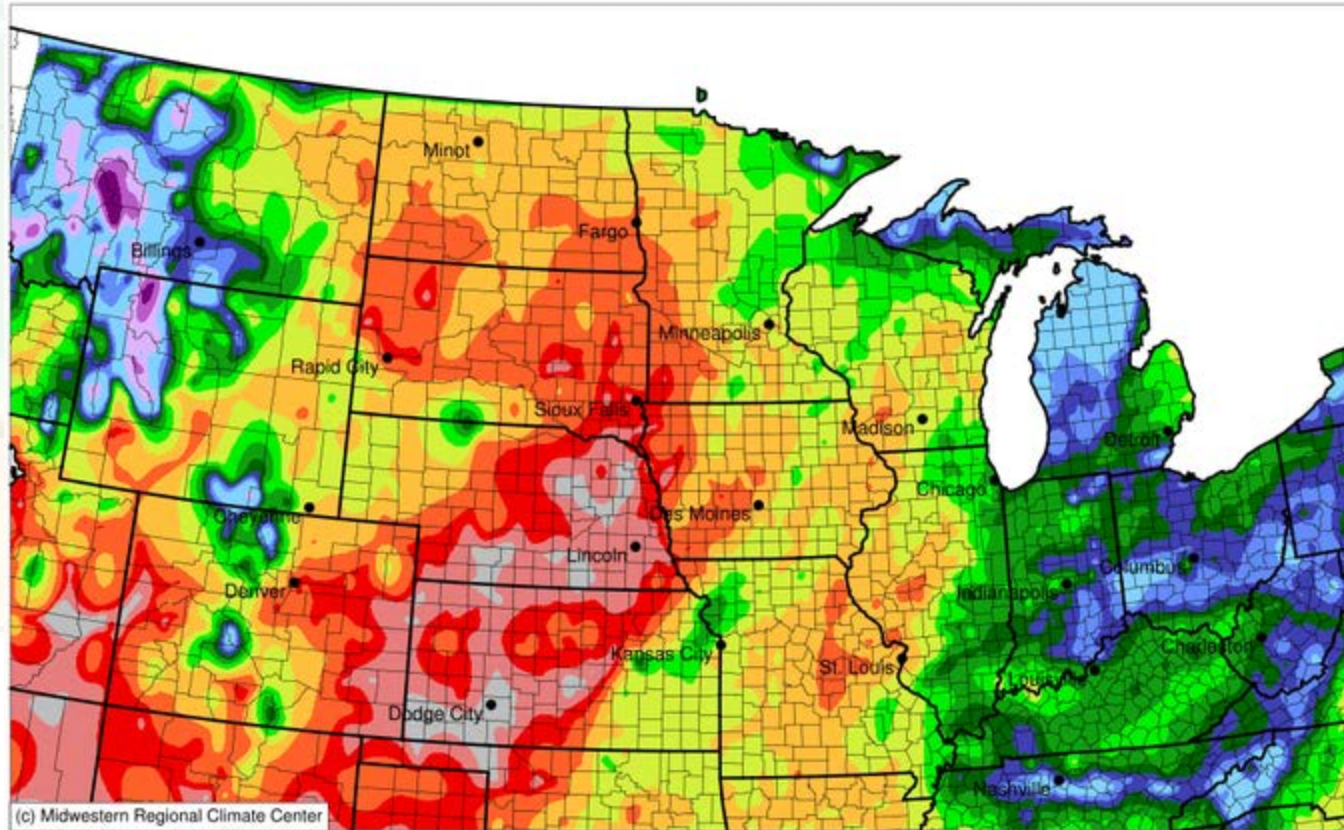 Minot
Fargo
Billings
Minneapolis
Rapid City
Sioux Falls
Madison
Detroit
Chicago
Cheyenne
Des Moines
Lincoln
Columbus
Denver
Indianapolis
Charleston
Kansas City
St. Louis
Louisville
Dodge City
Nashville
(c) Midwestern Regional Climate Center